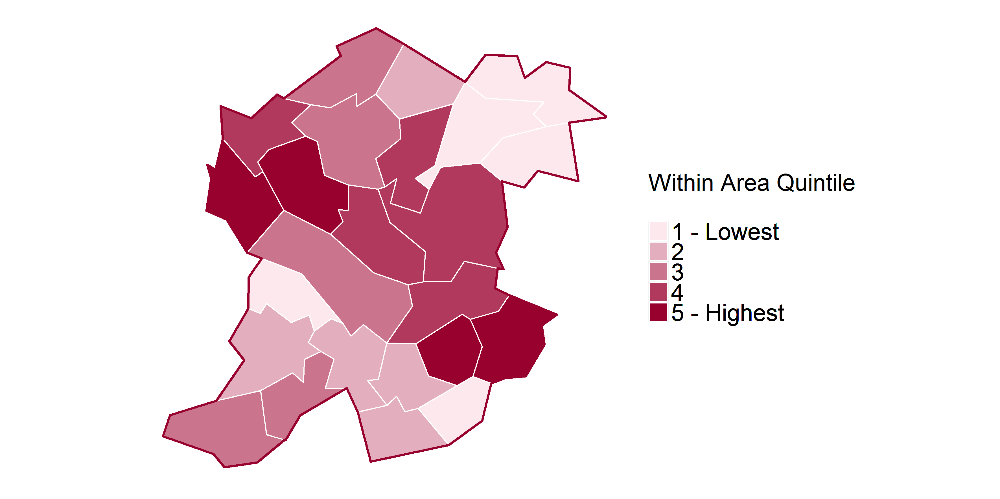 Within Area Quintile
1 - Lowest
2
3
4
5 - Highest